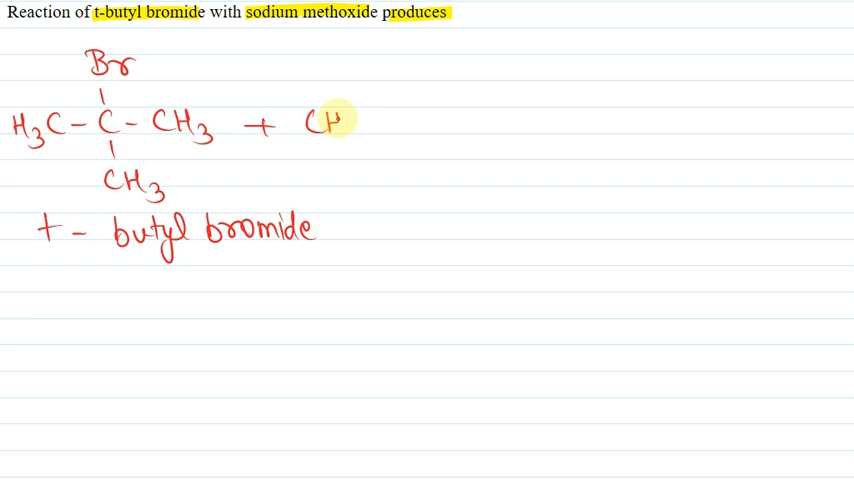 Reaction of t-butyl bromide with sodium methoxide produces
Br
H3C - C - CH3 + CH
CH3
t - butyl bromide